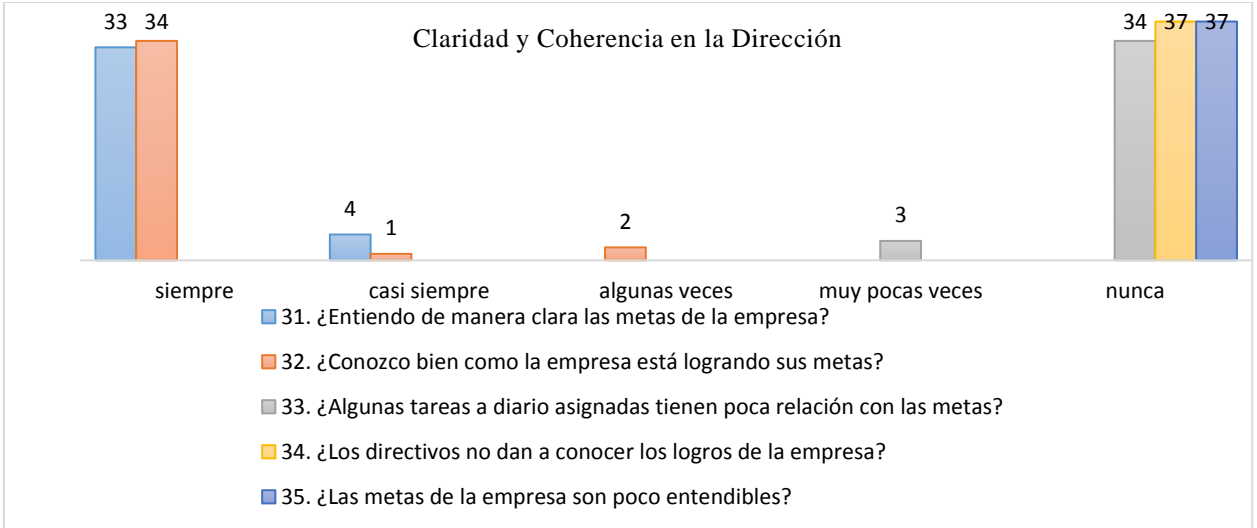 33 34 34 37 37
Claridad y Coherencia en la Dirección
4 1 2 3
siempre casi siempre algunas veces muy pocas veces nunca
31. ¿Entiendo de manera clara las metas de la empresa?
32. ¿Conozco bien como la empresa está logrando sus metas?
33. ¿Algunas tareas a diario asignadas tienen poca relación con las metas?
34. ¿Los directivos no dan a conocer los logros de la empresa?
35. ¿Las metas de la empresa son poco entendibles?